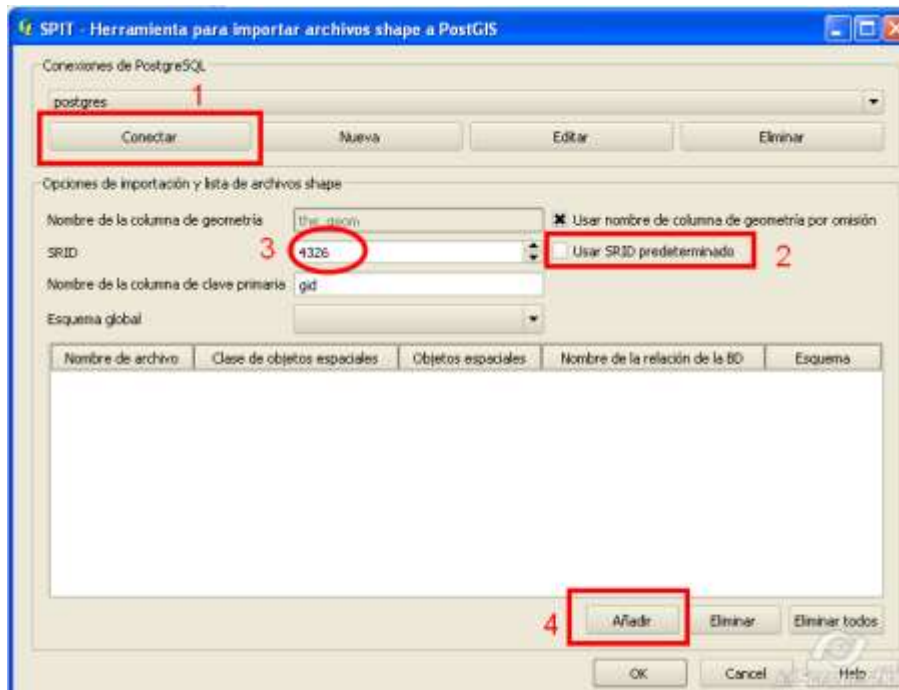 SPIT - Herramienta para importar archivos shape a PostGIS
Conexiones de PostgreSQL
1
postgres
Conectar Nueva Editar Eliminar
Opciones de importación y lista de archivos shape
Nombre de la columna de geometría the_geom Usar nombre de columna de geometría por omisión
SRID 3 4326 Usar SRID predeterminado 2
Nombre de la columna de clave primaria gid
Esquema global
Nombre de archivo Clase de objetos espaciales Objetos espaciales Nombre de la relación de la BD Esquema
4 Añadir Eliminar Eliminar todos
OK Cancel Help